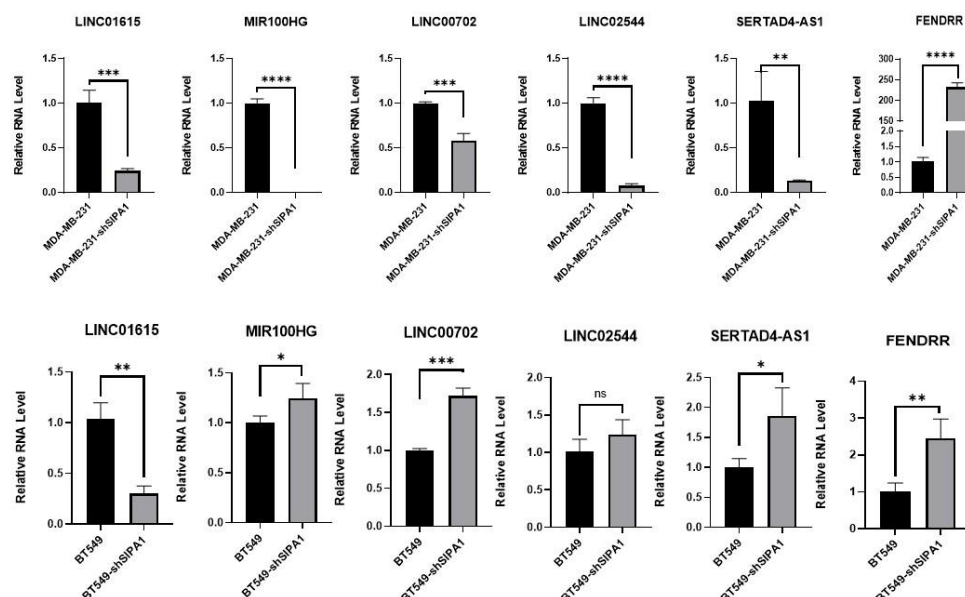 LINC01615
MIR100HG
LINC00702
LINC02544
SERTAD4-AS1
FENDRR
Relative RNA Level
1.5
1.0
0.5
0.0
***
MDA-MB-231
MDA-MB-231-shSIPA1
Relative RNA Level
1.5
1.0
0.5
0.0
****
MDA-MB-231
MDA-MB-231-shSIPA1
Relative RNA Level
1.5
1.0
0.5
0.0
***
MDA-MB-231
MDA-MB-231-shSIPA1
Relative RNA Level
1.5
1.0
0.5
0.0
****
MDA-MB-231
MDA-MB-231-shSIPA1
Relative RNA Level
1.5
1.0
0.5
0.0
**
MDA-MB-231
MDA-MB-231-shSIPA1
Relative RNA Level
300
250
200
150
100
2.0
1.5
1.0
0.5
0.0
****
MDA-MB-231
MDA-MB-231-shSIPA1
LINC01615
MIR100HG
LINC00702
LINC02544
SERTAD4-AS1
FENDRR
Relative RNA Level
1.5
1.0
0.5
0.0
**
BT549
BT549-shSIPA1
Relative RNA Level
1.5
1.0
0.5
0.0
*
BT549
BT549-shSIPA1
Relative RNA Level
2.0
1.5
1.0
0.5
0.0
***
BT549
BT549-shSIPA1
Relative RNA Level
2.0
1.5
1.0
0.5
0.0
ns
BT549
BT549-shSIPA1
Relative RNA Level
2.5
2.0
1.5
1.0
0.5
0.0
*
BT549
BT549-shSIPA1
Relative RNA Level
4
3
2
1
0
**
BT549
BT549-shSIPA1